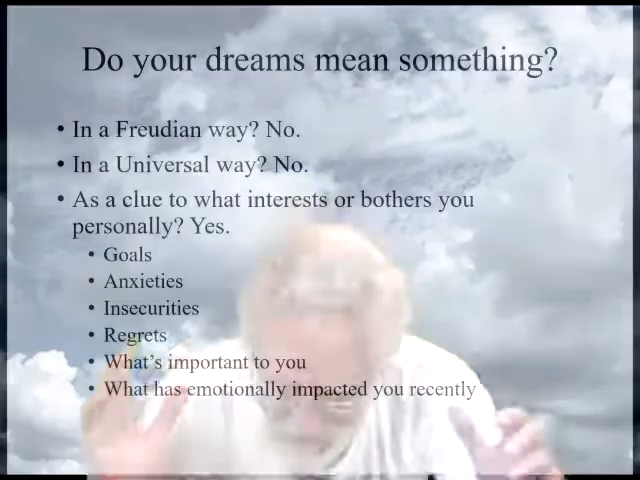 Do your dreams mean something?
• In a Freudian way? No.
• In a Universal way? No.
• As a clue to what interests or bothers you
personally? Yes.
• Goals
• Anxieties
• Insecurities
• Regrets
• What's important to you
• What has emotionally impacted you recently